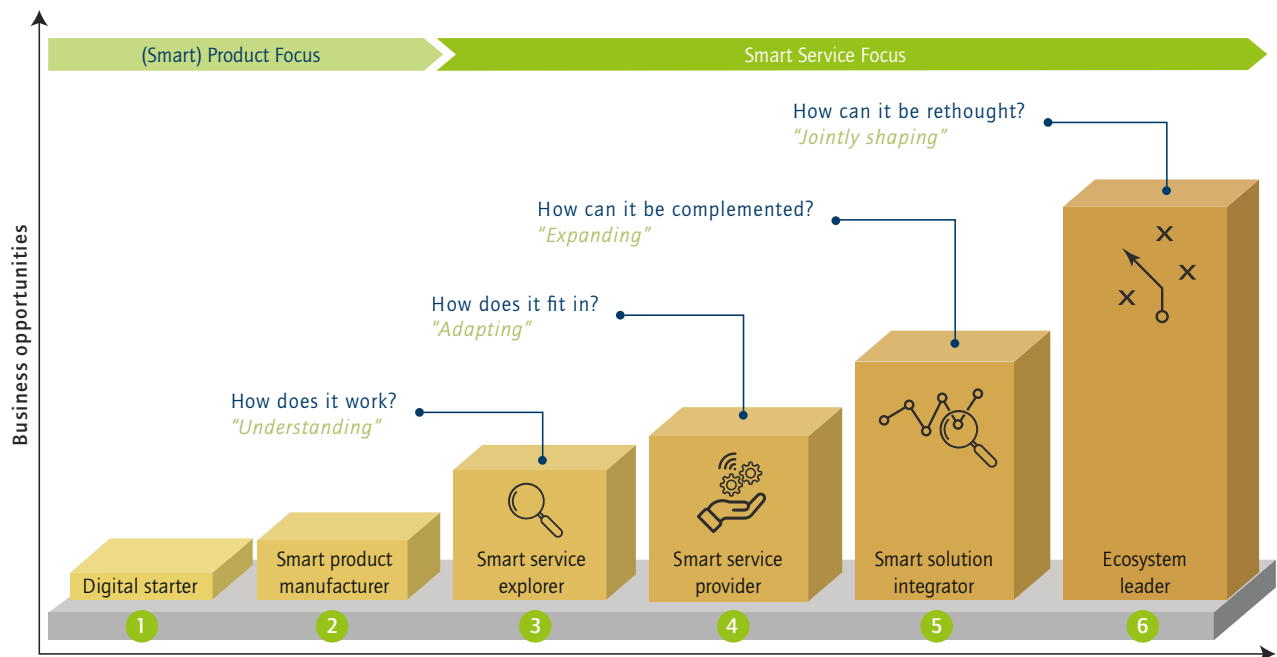 (Smart) Product Focus
Smart Service Focus
How can it be rethought?
"Jointly shaping"
How can it be complemented?
"Expanding"
How does it fit in?
"Adapting"
How does it work?
"Understanding"
Business opportunities
Digital starter
Smart product
manufacturer
Smart service
explorer
Smart service
provider
Smart solution
integrator
Ecosystem
leader
1
2
3
4
5
6